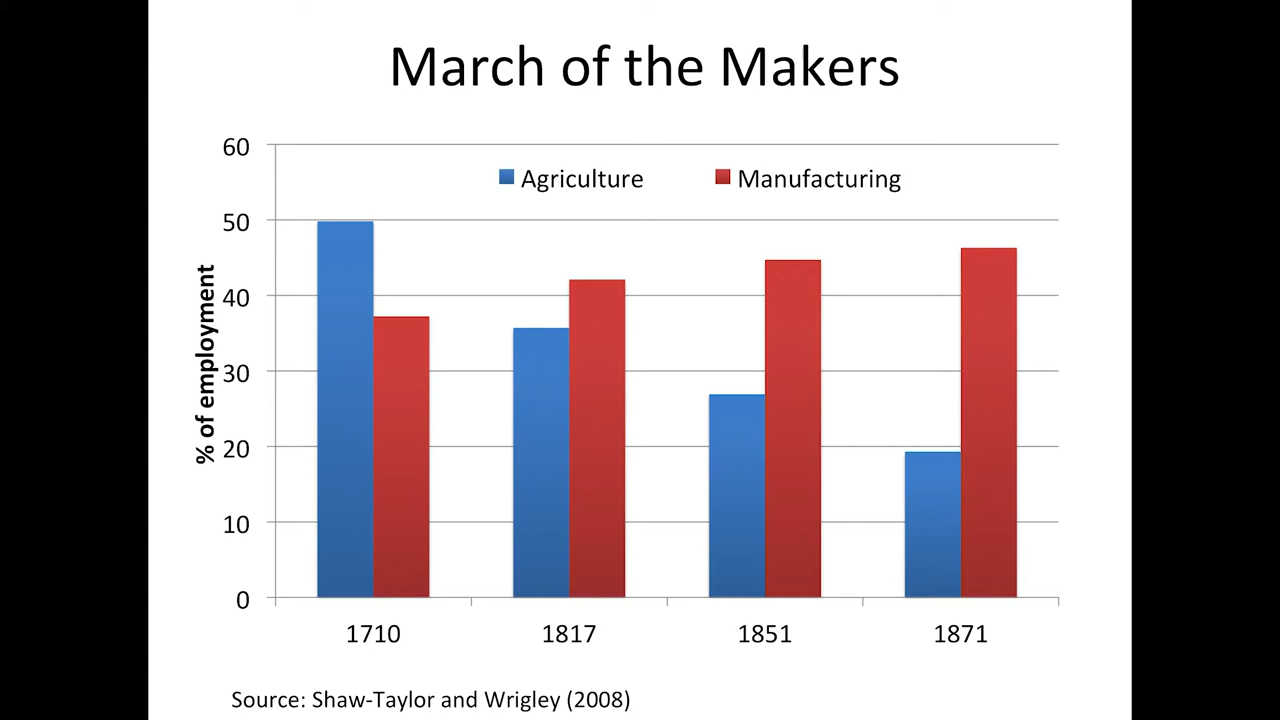 March of the Makers
60
Agriculture Manufacturing
50
40
30
20
10
0
% of employment
1710 1817 1851 1871
Source: Shaw-Taylor and Wrigley (2008)